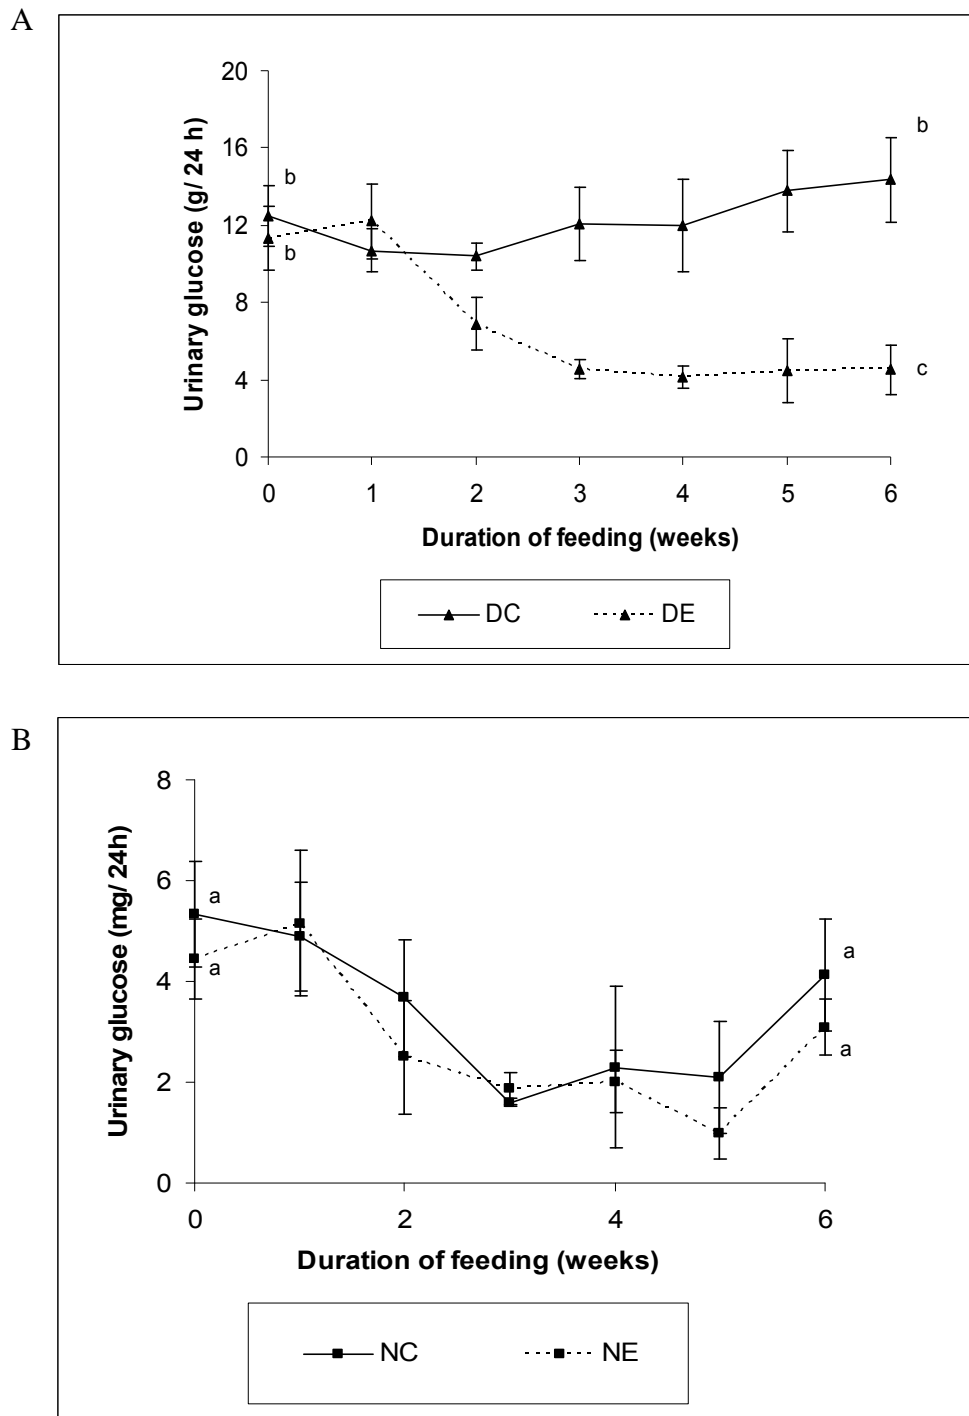 A
Urinary glucose (g/ 24 h)
20
16
12
8
4
0
b
b
b
c
0 1 2 3 4 5 6
Duration of feeding (weeks)
DC DE
B
Urinary glucose (mg/ 24h)
8
6
4
2
0
a
a
a
a
0 2 4 6
Duration of feeding (weeks)
NC NE